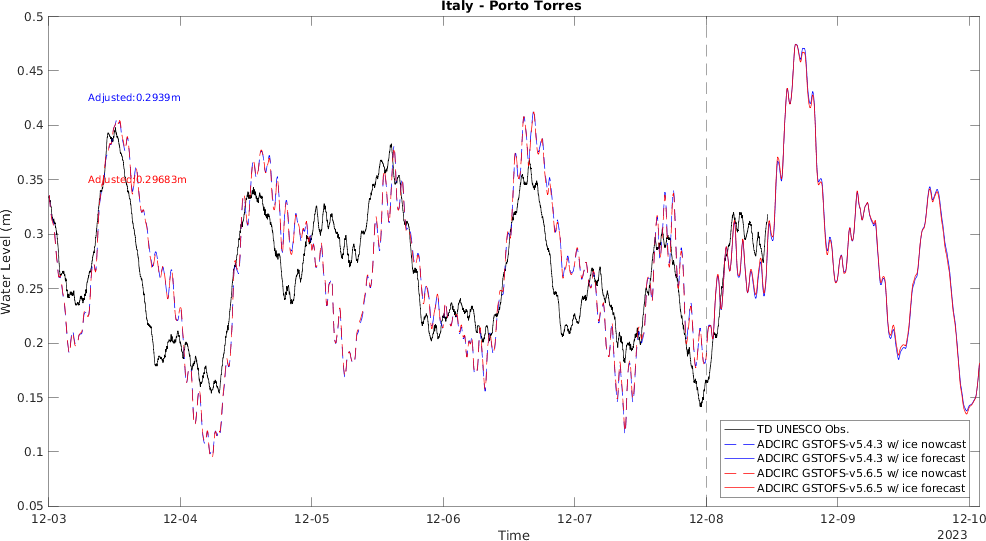 Italy - Porto Torres
0.5
0.45
0.4
0.35
0.3
0.25
0.2
0.15
0.1
0.05
Water Level (m)
Adjusted:0.2939m
Adjusted:0.29683m
TD UNESCO Obs.
ADCIRC GSTOFS-v5.4.3 w/ ice nowcast
ADCIRC GSTOFS-v5.4.3 w/ ice forecast
ADCIRC GSTOFS-v5.6.5 w/ ice nowcast
ADCIRC GSTOFS-v5.6.5 w/ ice forecast
12-03 12-04 12-05 12-06 12-07 12-08 12-09 12-10
Time
2023